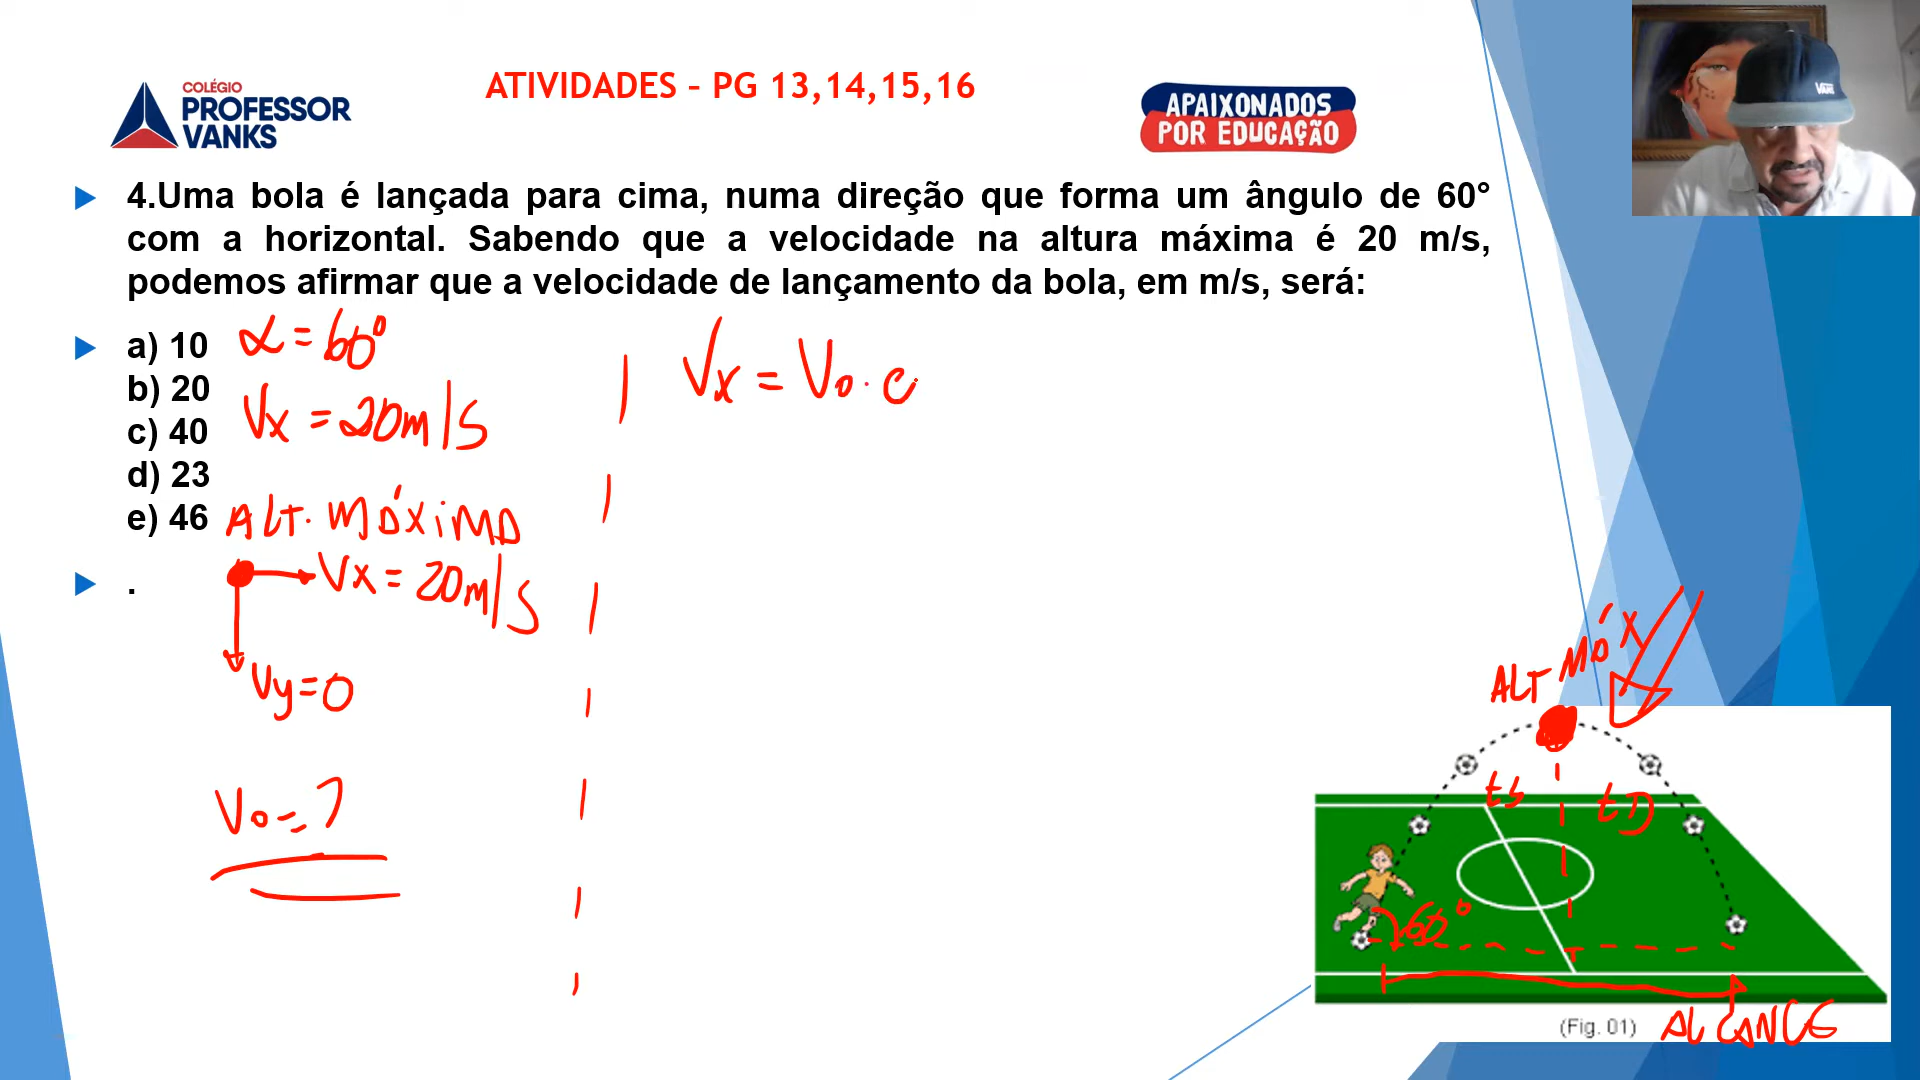 COLÉGIO
PROFESSOR
VANKS
ATIVIDADES – PG 13,14,15,16
APAIXONADOS
POR EDUCAÇÃO
VANS
4.Uma bola é lançada para cima, numa direção que forma um ângulo de 60°
com a horizontal. Sabendo que a velocidade na altura máxima é 20 m/s,
podemos afirmar que a velocidade de lançamento da bola, em m/s, será:
a) 10
b) 20
c) 40
d) 23
e) 46
.
α = 60°
Vx = 20m/s
ALT. MÁXIMA
Vx = 20m/s
Vy = 0
Vo = ?
Vx = Vo . c
ALT MÁX
ts
tD
60°
(Fig. 01)
ALCANCE